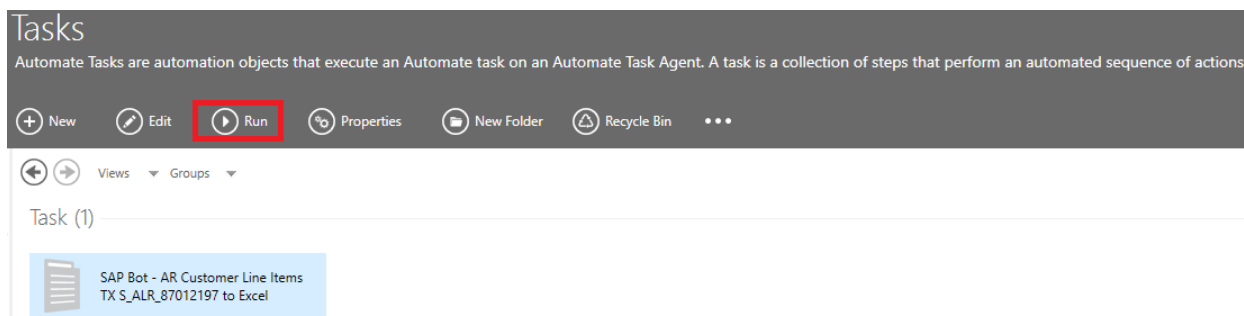 Tasks
Automate Tasks are automation objects that execute an Automate task on an Automate Task Agent. A task is a collection of steps that perform an automated sequence of actions
New Edit Run Properties New Folder Recycle Bin •••
Views Groups
Task (1)
SAP Bot - AR Customer Line Items
TX S_ALR_87012197 to Excel